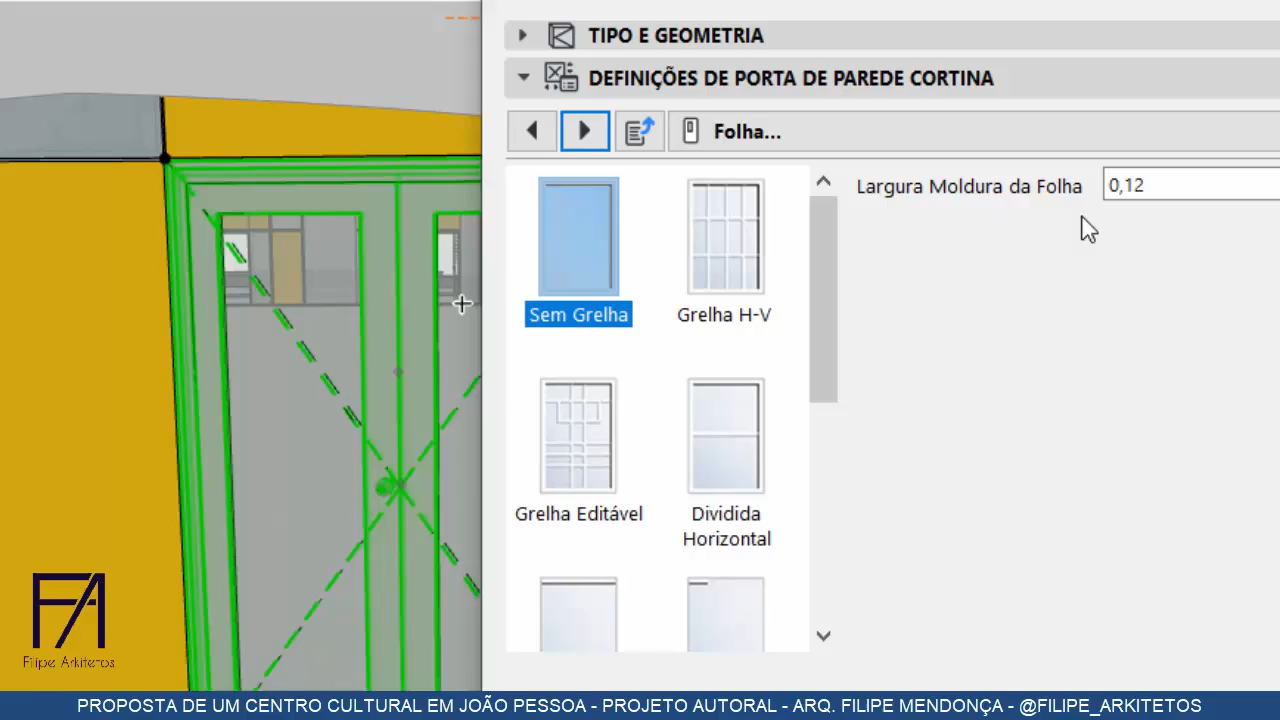 TIPO E GEOMETRIA
DEFINIÇÕES DE PORTA DE PAREDE CORTINA
Folha...
Largura Moldura da Folha
0,12
Sem Grelha
Grelha H-V
Grelha Editável
Dividida
Horizontal
FA
Filipe Arkitetos
PROPOSTA DE UM CENTRO CULTURAL EM JOÃO PESSOA - PROJETO AUTORAL - ARQ. FILIPE MENDONÇA - @FILIPE_ARKITETOS